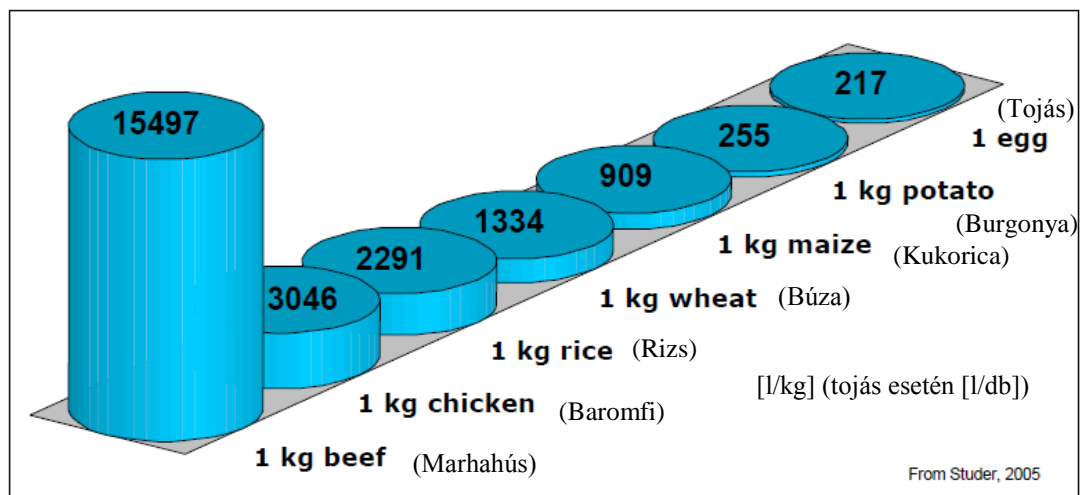 217
(Tojás)
1 egg
255
1 kg potato
(Burgonya)
909
1 kg maize
(Kukorica)
1334
1 kg wheat (Búza)
2291
1 kg rice (Rizs)
3046
1 kg chicken (Baromfi)
15497
1 kg beef (Marhahús)
[l/kg] (tojás esetén [l/db])
From Studer, 2005